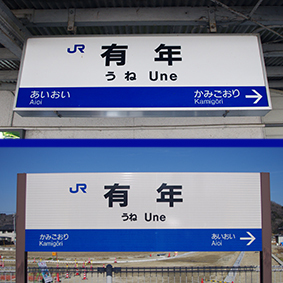 JR 有年
うね Une
あいおい かみごおり
Aioi Kamigōri →
JR 有年
うね Une
かみごおり あいおい
Kamigōri Aioi →